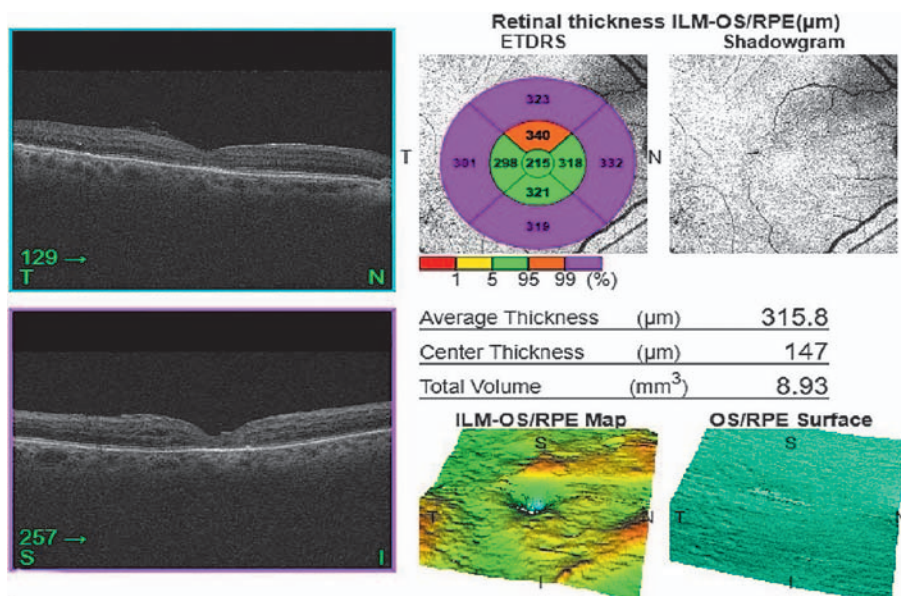 129 →
T N
257 →
S I
Retinal thickness ILM-OS/RPE(µm)
ETDRS Shadowgram
323
340
T 301 298 215 318 332 N
321
319
1 5 95 99 (%)
Average Thickness (µm) 315.8
Center Thickness (µm) 147
Total Volume (mm³) 8.93
ILM-OS/RPE Map OS/RPE Surface
S S
T N T N
I I